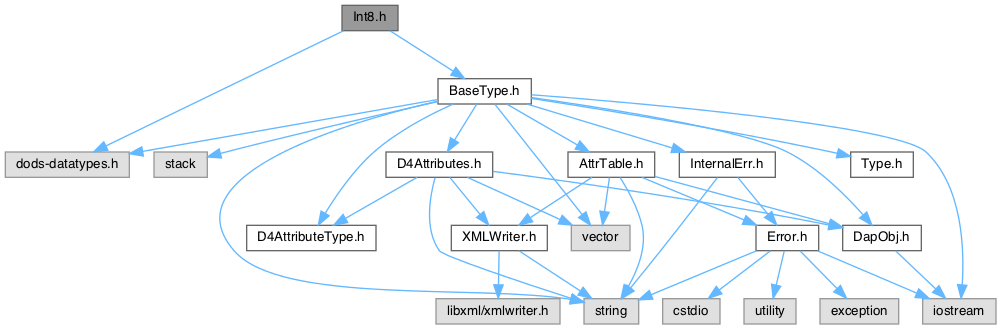 Int8.h
BaseType.h
dods-datatypes.h
stack
D4Attributes.h
AttrTable.h
InternalErr.h
Type.h
D4AttributeType.h
XMLWriter.h
vector
Error.h
DapObj.h
libxml/xmlwriter.h
string
cstdio
utility
exception
iostream